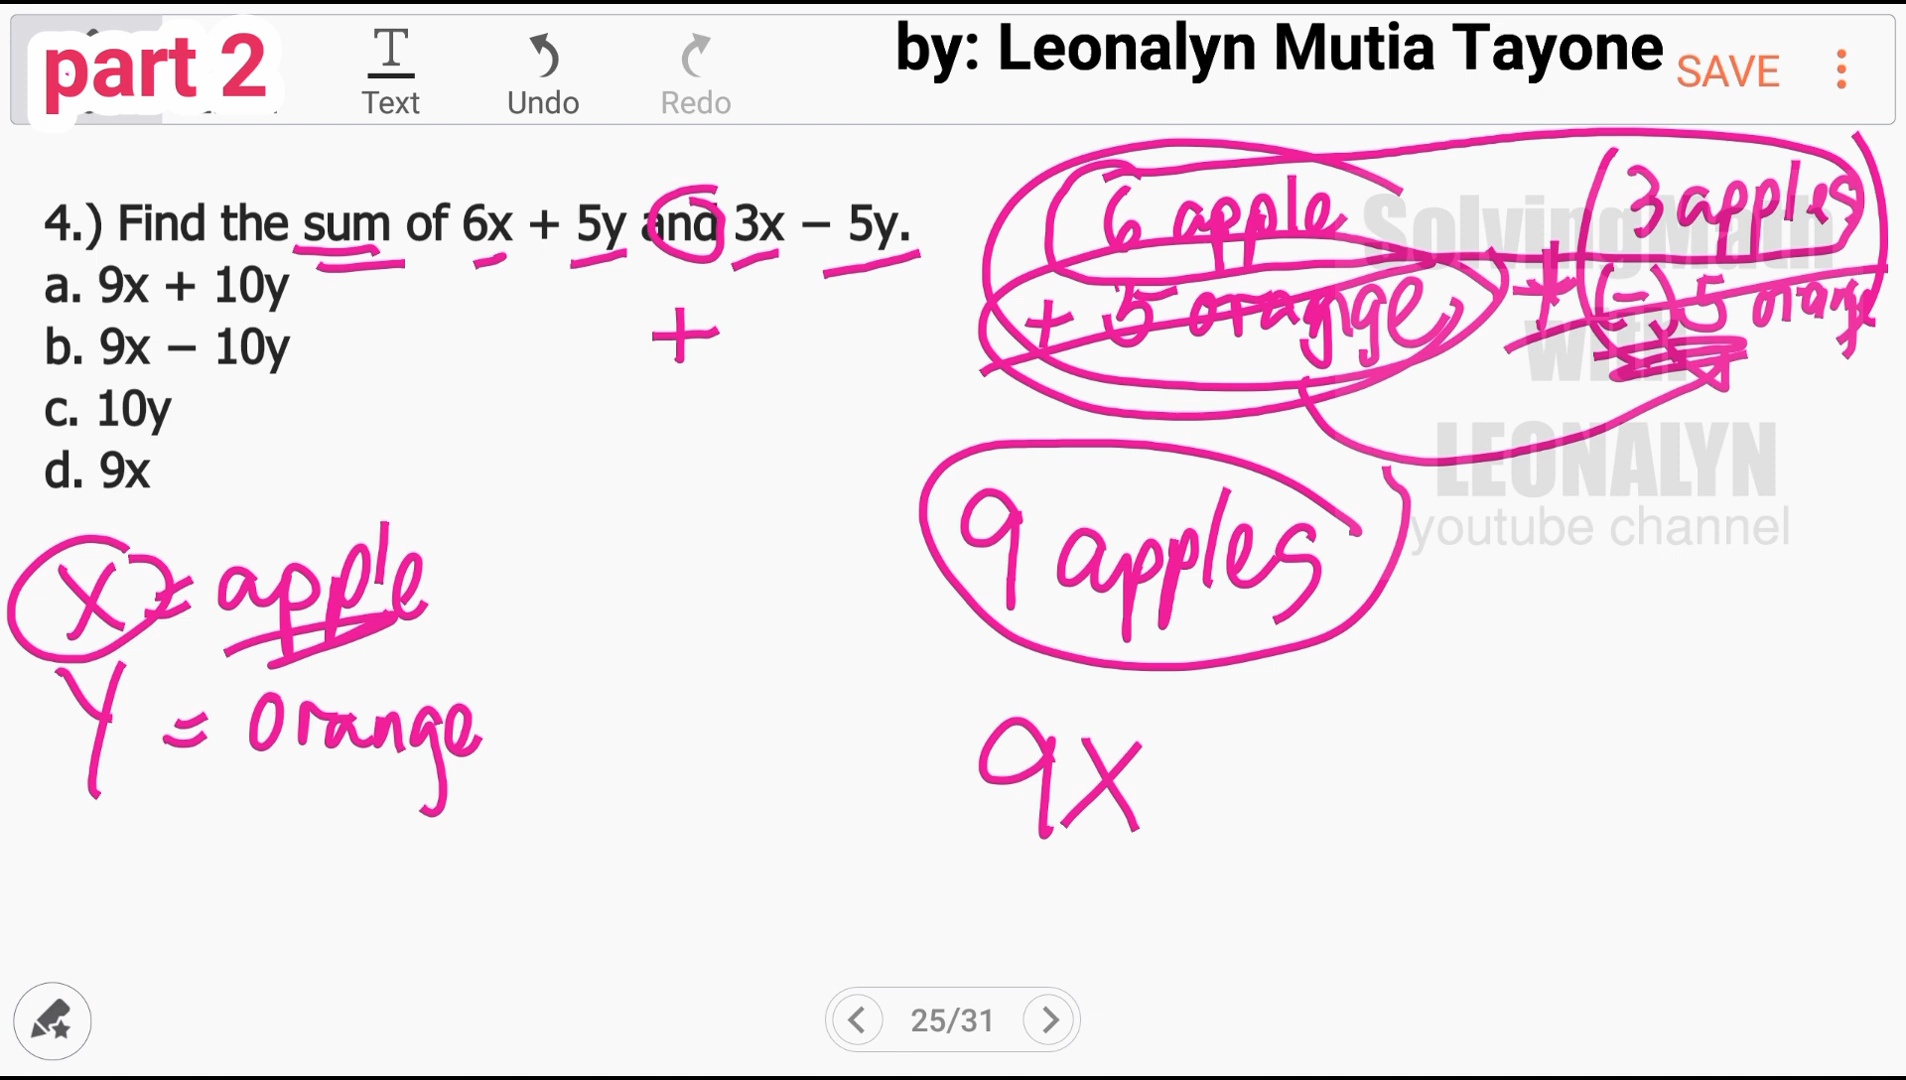 part 2
Text
Undo
Redo
by: Leonalyn Mutia Tayone
SAVE
4.) Find the sum of 6x + 5y and 3x – 5y.
a. 9x + 10y
b. 9x – 10y
c. 10y
d. 9x
+
x = apple
Y = orange
6 apple
+ 5 orangge
+
3 apples
(-) 5 orange
9 apples
9x
SolvingMath
WITH
LEONALYN
youtube channel
25/31